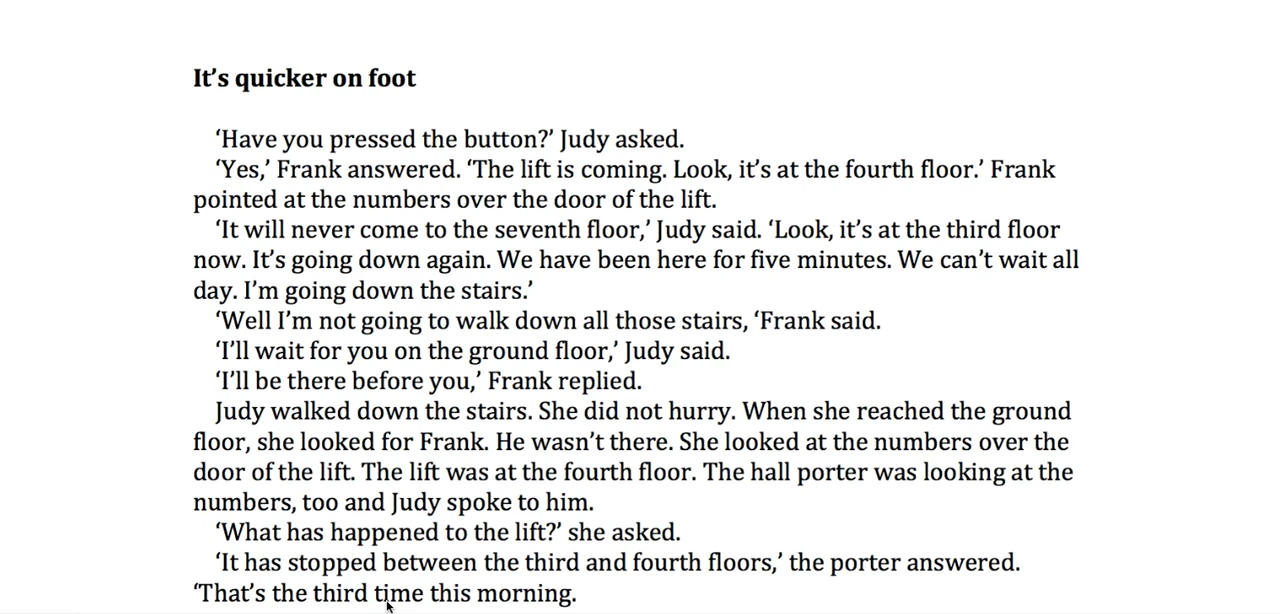 It’s quicker on foot
‘Have you pressed the button?’ Judy asked.
‘Yes,’ Frank answered. ‘The lift is coming. Look, it’s at the fourth floor.’ Frank
pointed at the numbers over the door of the lift.
‘It will never come to the seventh floor,’ Judy said. ‘Look, it’s at the third floor
now. It’s going down again. We have been here for five minutes. We can’t wait all
day. I’m going down the stairs.’
‘Well I’m not going to walk down all those stairs, ‘Frank said.
‘I’ll wait for you on the ground floor,’ Judy said.
‘I’ll be there before you,’ Frank replied.
Judy walked down the stairs. She did not hurry. When she reached the ground
floor, she looked for Frank. He wasn’t there. She looked at the numbers over the
door of the lift. The lift was at the fourth floor. The hall porter was looking at the
numbers, too and Judy spoke to him.
‘What has happened to the lift?’ she asked.
‘It has stopped between the third and fourth floors,’ the porter answered.
‘That’s the third time this morning.